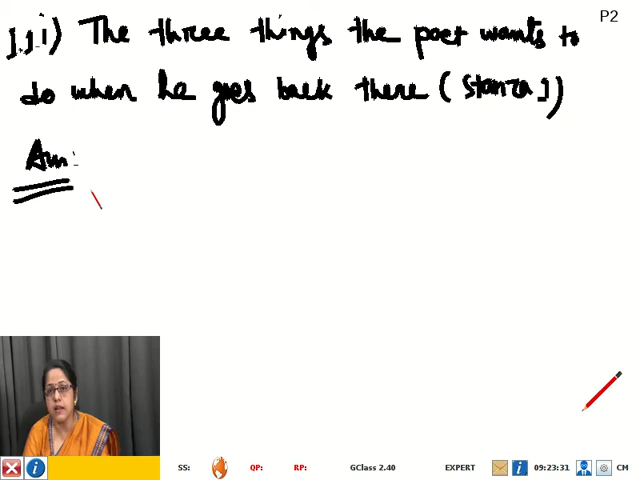 1.1.i) The three things the poet wants to
P2
do when he goes back there (Stanza 1)
Ans:
SS: QP: RP: GClass 2.40 EXPERT 09:23:31 CM